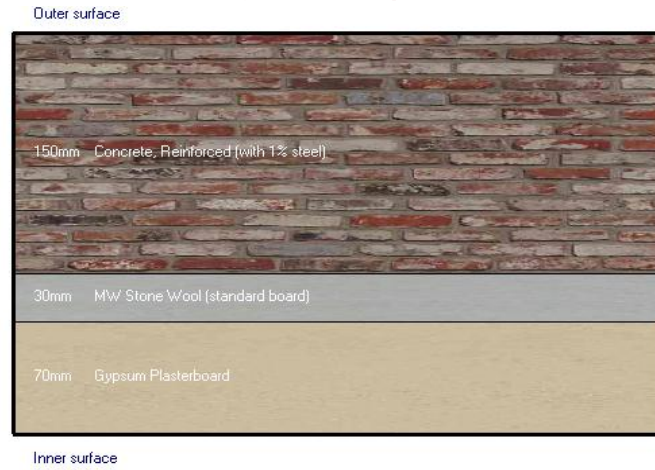 Outer surface
150mm Concrete, Reinforced (with 1% steel)
30mm MW Stone Wool (standard board)
70mm Gypsum Plasterboard
Inner surface